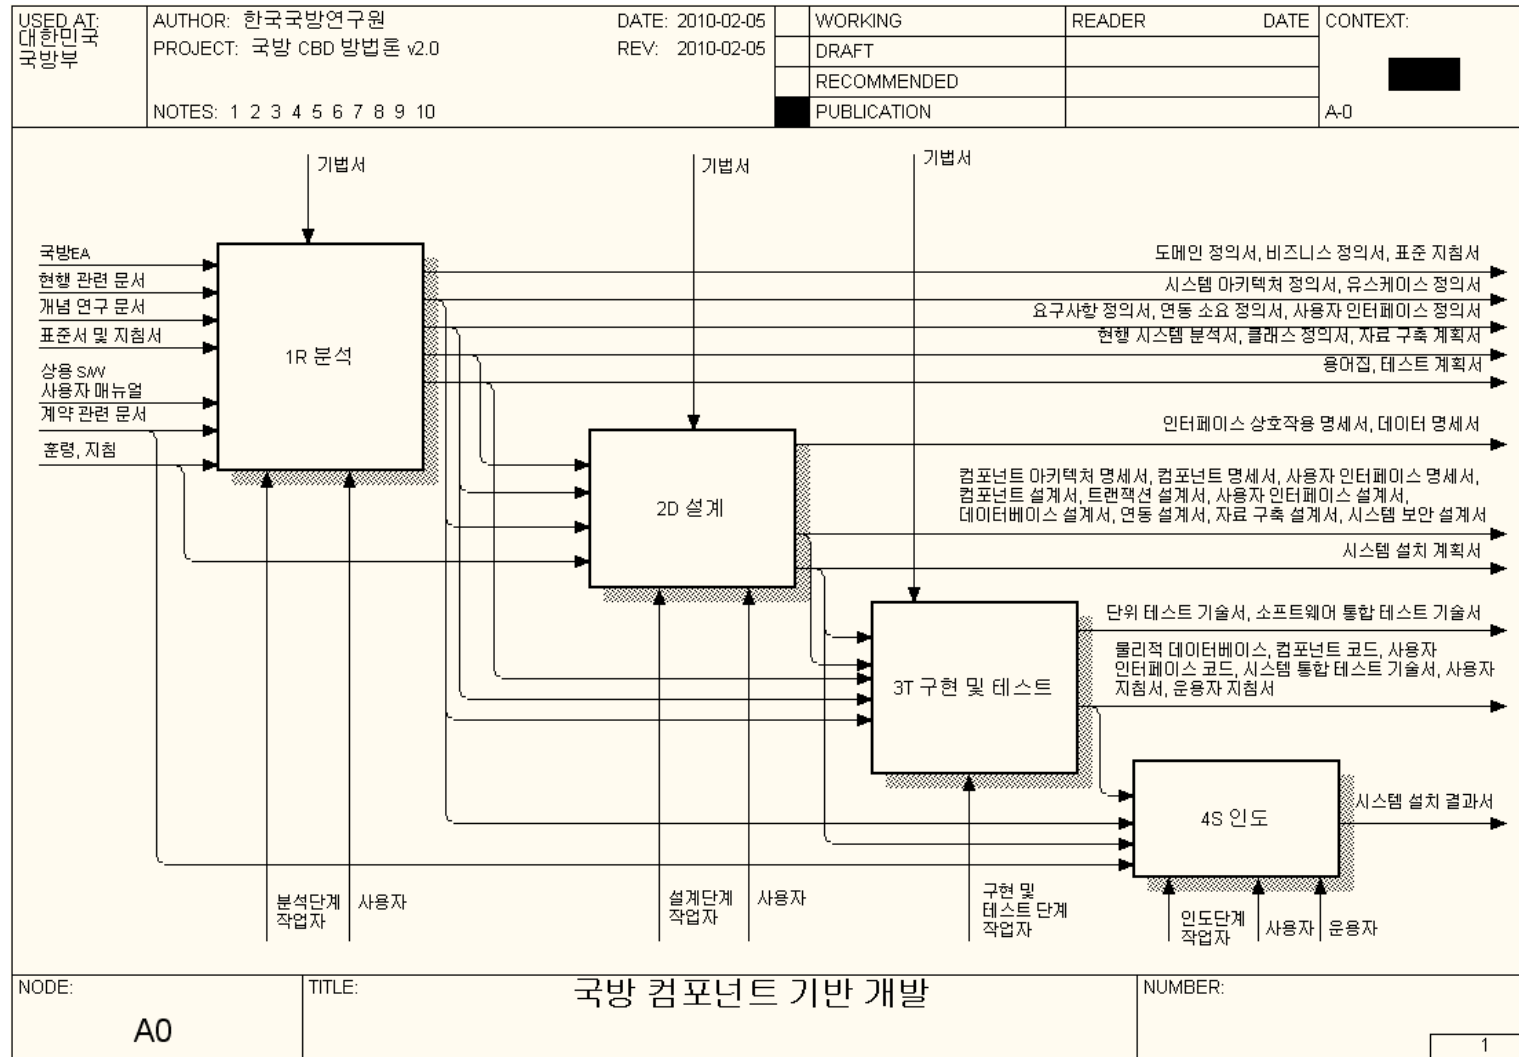 USED AT:
대한민국
국방부
AUTHOR: 한국국방연구원
DATE: 2010-02-05
PROJECT: 국방 CBD 방법론 v2.0
REV: 2010-02-05
NOTES: 1 2 3 4 5 6 7 8 9 10
WORKING
DRAFT
RECOMMENDED
PUBLICATION
READER
DATE
CONTEXT:
A-0
기법서
기법서
기법서
국방EA
현행 관련 문서
개념 연구 문서
표준서 및 지침서
상용 S/W
사용자 매뉴얼
계약 관련 문서
훈령, 지침
1R 분석
도메인 정의서, 비즈니스 정의서, 표준 지침서
시스템 아키텍처 정의서, 유스케이스 정의서
요구사항 정의서, 연동 소요 정의서, 사용자 인터페이스 정의서
현행 시스템 분석서, 클래스 정의서, 자료 구축 계획서
용어집, 테스트 계획서
2D 설계
인터페이스 상호작용 명세서, 데이터 명세서
컴포넌트 아키텍처 명세서, 컴포넌트 명세서, 사용자 인터페이스 명세서,
컴포넌트 설계서, 트랜잭션 설계서, 사용자 인터페이스 설계서,
데이터베이스 설계서, 연동 설계서, 자료 구축 설계서, 시스템 보안 설계서
시스템 설치 계획서
3T 구현 및 테스트
단위 테스트 기술서, 소프트웨어 통합 테스트 기술서
물리적 데이터베이스, 컴포넌트 코드, 사용자
인터페이스 코드, 시스템 통합 테스트 기술서, 사용자
지침서, 운용자 지침서
4S 인도
시스템 설치 결과서
분석단계
작업자
사용자
설계단계
작업자
사용자
구현 및
테스트 단계
작업자
인도단계
작업자
사용자
운용자
NODE:
A0
TITLE:
국방 컴포넌트 기반 개발
NUMBER:
1